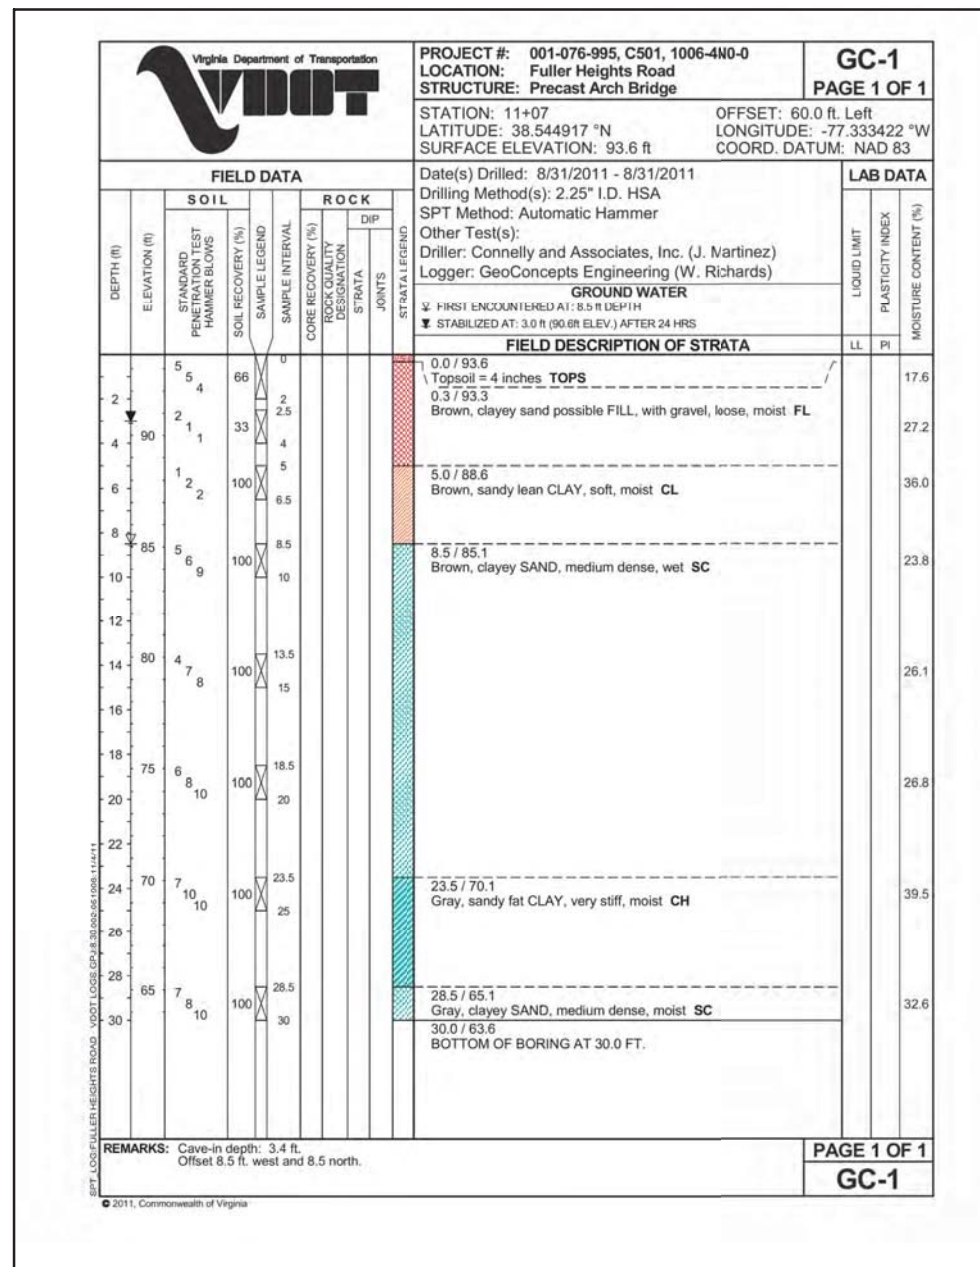 Virginia Department of Transportation
VDOT
PROJECT #: 001-076-995, C501, 1006-4N0-0
LOCATION: Fuller Heights Road
STRUCTURE: Precast Arch Bridge
GC-1
PAGE 1 OF 1
STATION: 11+07 OFFSET: 60.0 ft. Left
LATITUDE: 38.544917 °N LONGITUDE: -77.333422 °W
SURFACE ELEVATION: 93.6 ft COORD. DATUM: NAD 83
FIELD DATA
SOIL
ROCK
DIP
DEPTH (ft)
ELEVATION (ft)
STANDARD
PENETRATION TEST
HAMMER BLOWS
SOIL RECOVERY (%)
SAMPLE LEGEND
SAMPLE INTERVAL
CORE RECOVERY (%)
ROCK QUALITY
DESIGNATION
STRATA
JOINTS
STRATA LEGEND
Date(s) Drilled: 8/31/2011 - 8/31/2011
Drilling Method(s): 2.25" I.D. HSA
SPT Method: Automatic Hammer
Other Test(s):
Driller: Connelly and Associates, Inc. (J. Martinez)
Logger: GeoConcepts Engineering (W. Richards)
GROUND WATER
FIRST ENCOUNTERED AT: 8.5 ft DEPTH
STABILIZED AT: 3.0 ft (90.6ft ELEV.) AFTER 24 HRS
FIELD DESCRIPTION OF STRATA
LAB DATA
LIQUID LIMIT
PLASTICITY INDEX
MOISTURE CONTENT (%)
LL PI
5 5 4 66 0 2
0.0 / 93.6
Topsoil = 4 inches TOPS
17.6
2
0.3 / 93.3
Brown, clayey sand possible FILL, with gravel, loose, moist FL
2 1 1 33 2.5 4
27.2
90
4
1 2 2 100 5 6.5
5.0 / 88.6
Brown, sandy lean CLAY, soft, moist CL
36.0
6
8
85
5 6 9 100 8.5 10
8.5 / 85.1
Brown, clayey SAND, medium dense, wet SC
23.8
10
12
80
14
4 7 8 100 13.5 15
26.1
16
18
75
6 8 10 100 18.5 20
26.8
20
22
70
24
7 10 10 100 23.5 25
23.5 / 70.1
Gray, sandy fat CLAY, very stiff, moist CH
39.5
26
28
65
7 8 10 100 28.5 30
28.5 / 65.1
Gray, clayey SAND, medium dense, moist SC
32.6
30
30.0 / 63.6
BOTTOM OF BORING AT 30.0 FT.
REMARKS: Cave-in depth: 3.4 ft.
Offset 8.5 ft. west and 8.5 north.
PAGE 1 OF 1
GC-1
© 2011, Commonwealth of Virginia